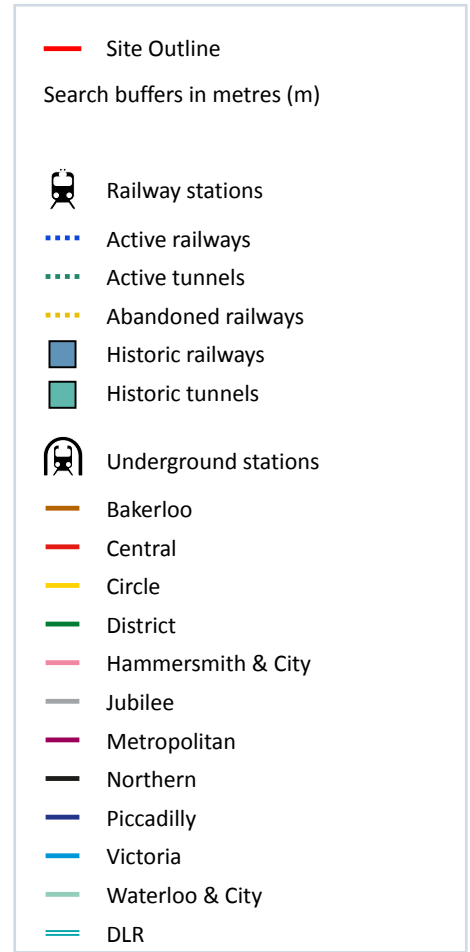 Site Outline
Search buffers in metres (m)
Railway stations
Active railways
Active tunnels
Abandoned railways
Historic railways
Historic tunnels
Underground stations
Bakerloo
Central
Circle
District
Hammersmith & City
Jubilee
Metropolitan
Northern
Piccadilly
Victoria
Waterloo & City
DLR